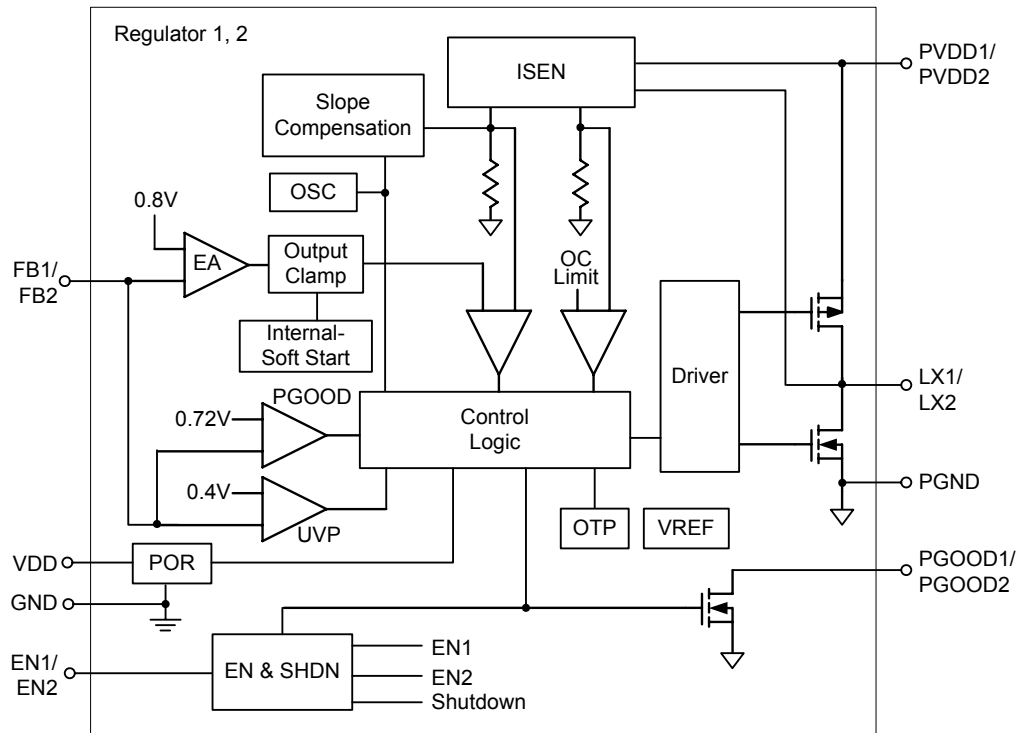 Regulator 1, 2
ISEN
PVDD1/
PVDD2
Slope
Compensation
OSC
0.8V
EA
Output
Clamp
OC
Limit
FB1/
FB2
Internal-
Soft Start
Driver
LX1/
LX2
PGOOD
0.72V
Control
Logic
0.4V
UVP
PGND
OTP
VREF
VDD
POR
PGOOD1/
PGOOD2
GND
EN1/
EN2
EN & SHDN
EN1
EN2
Shutdown